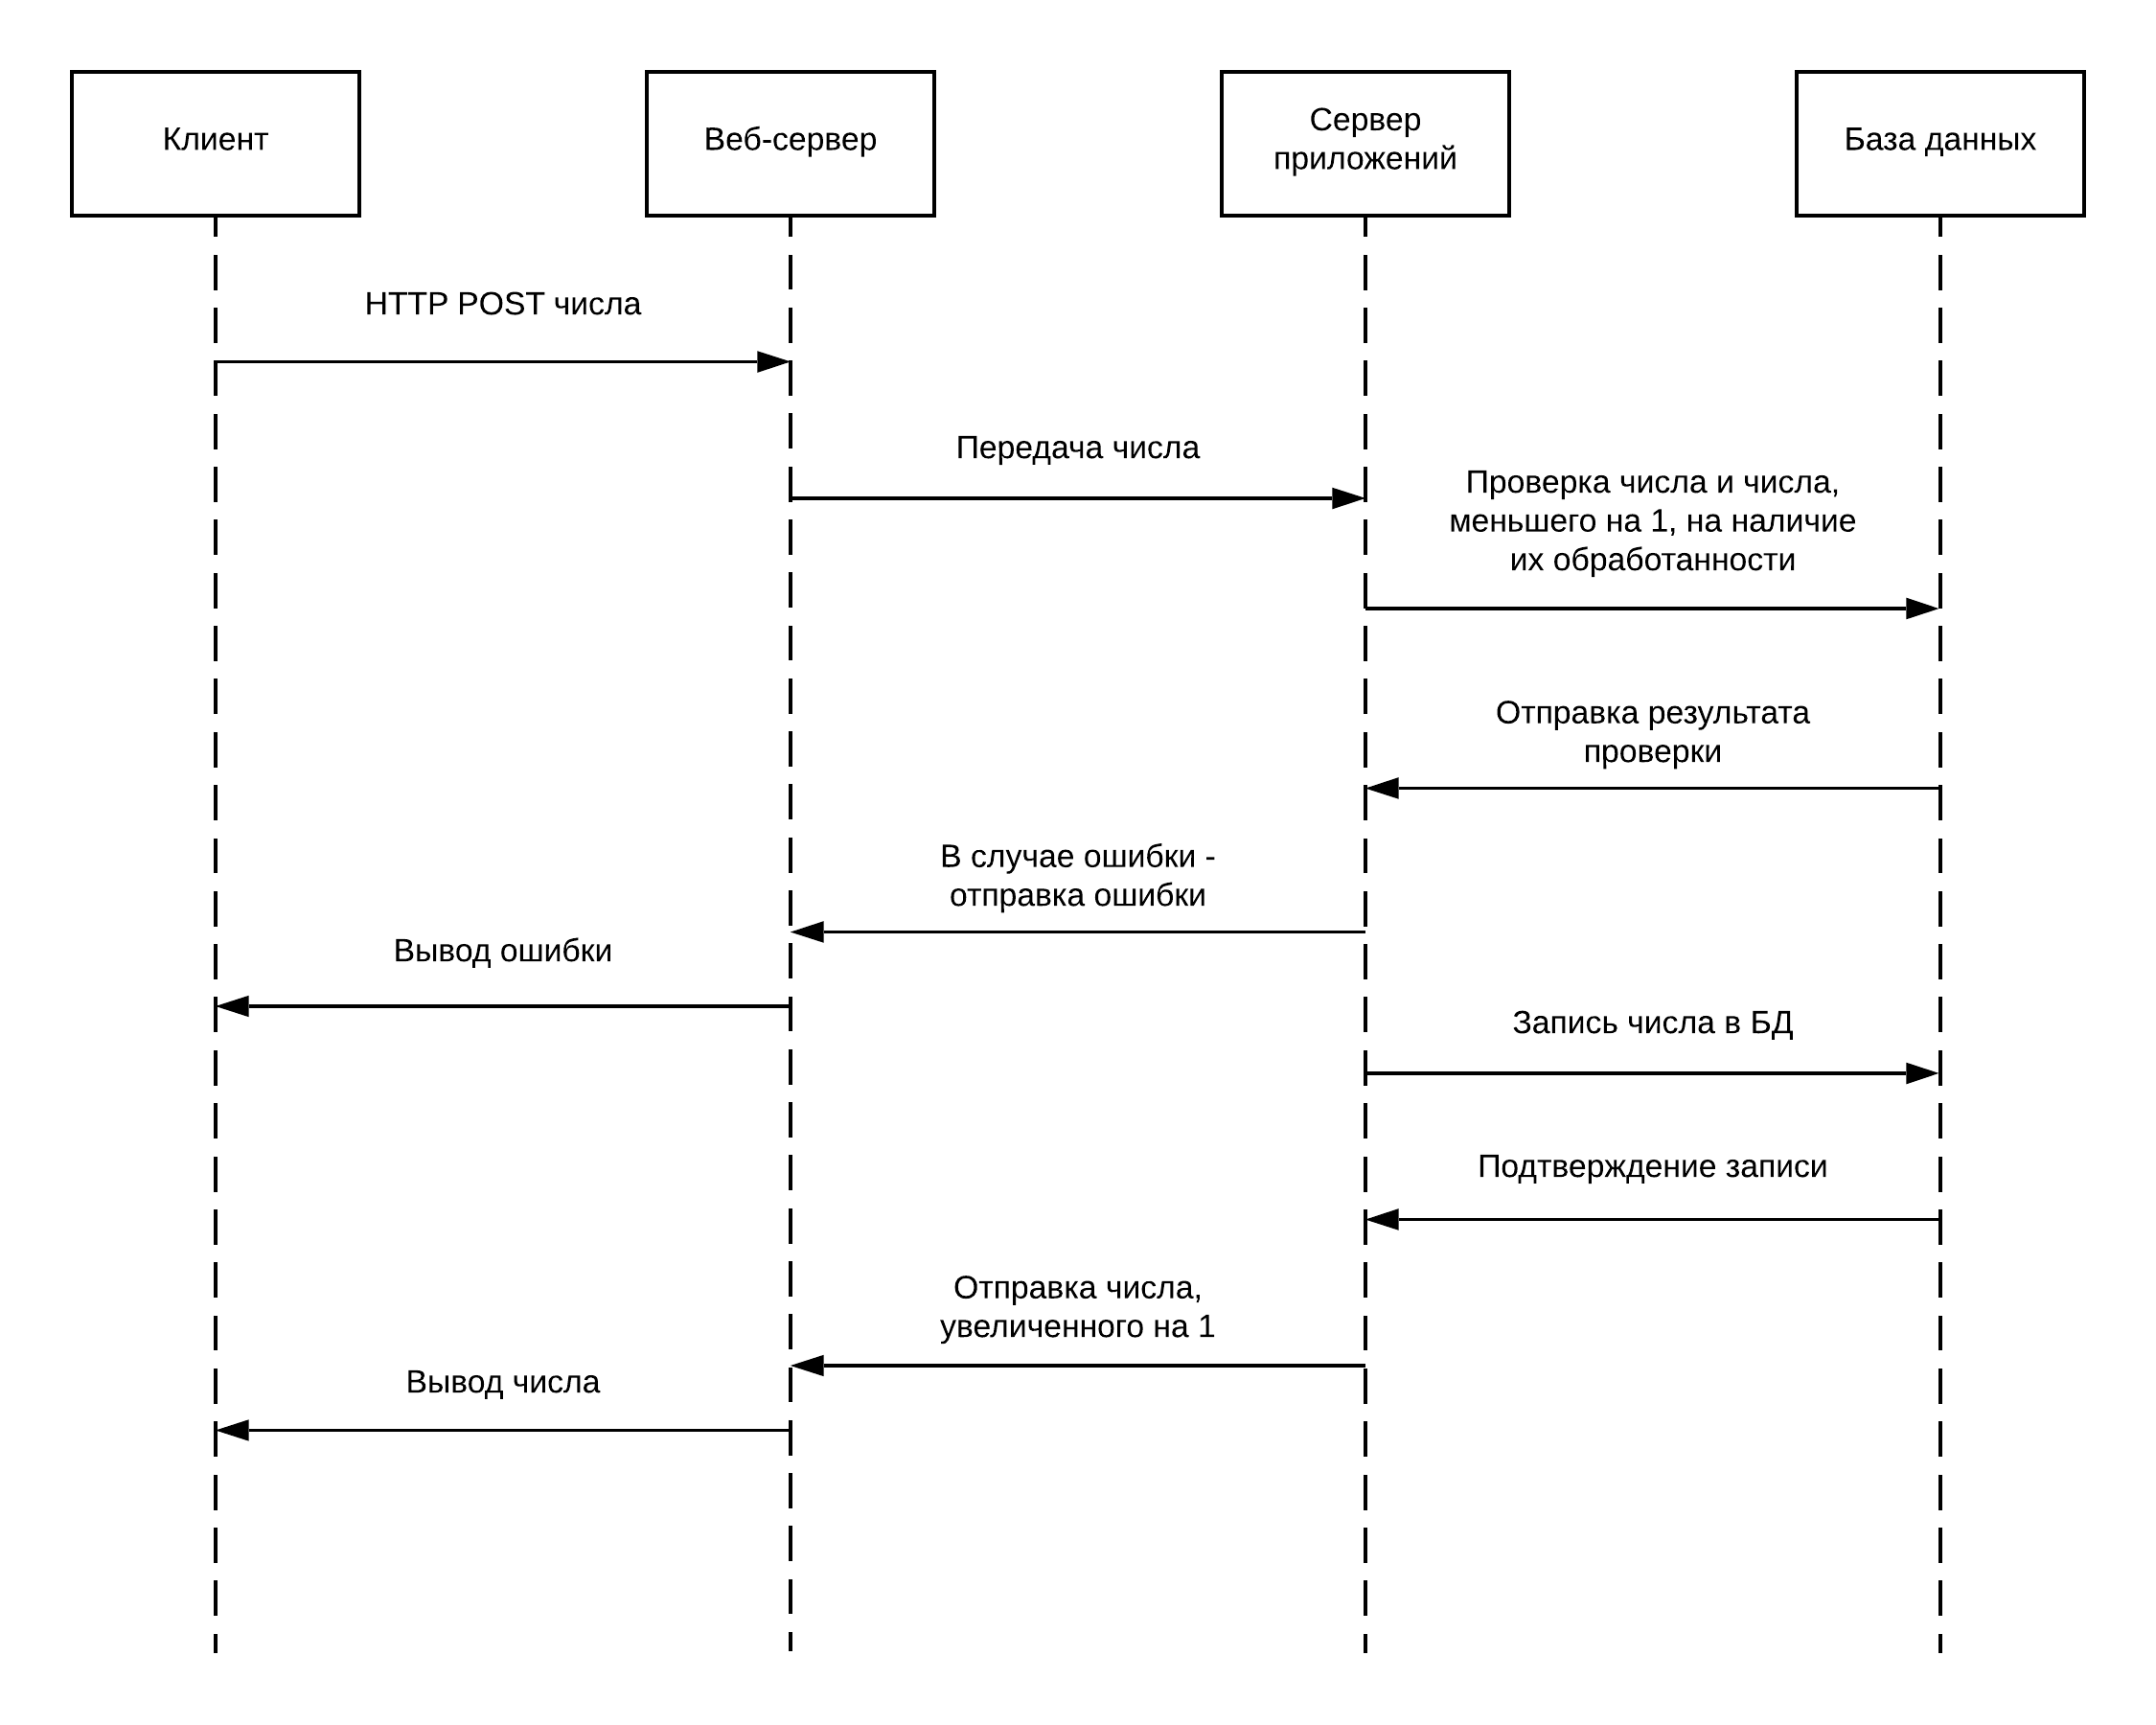 Клиент
Веб-сервер
Сервер
приложений
База данных
HTTP POST числа
Передача числа
Проверка числа и числа,
меньшего на 1, на наличие
их обработанности
Отправка результата
проверки
В случае ошибки -
отправка ошибки
Вывод ошибки
Запись числа в БД
Подтверждение записи
Отправка числа,
увеличенного на 1
Вывод числа